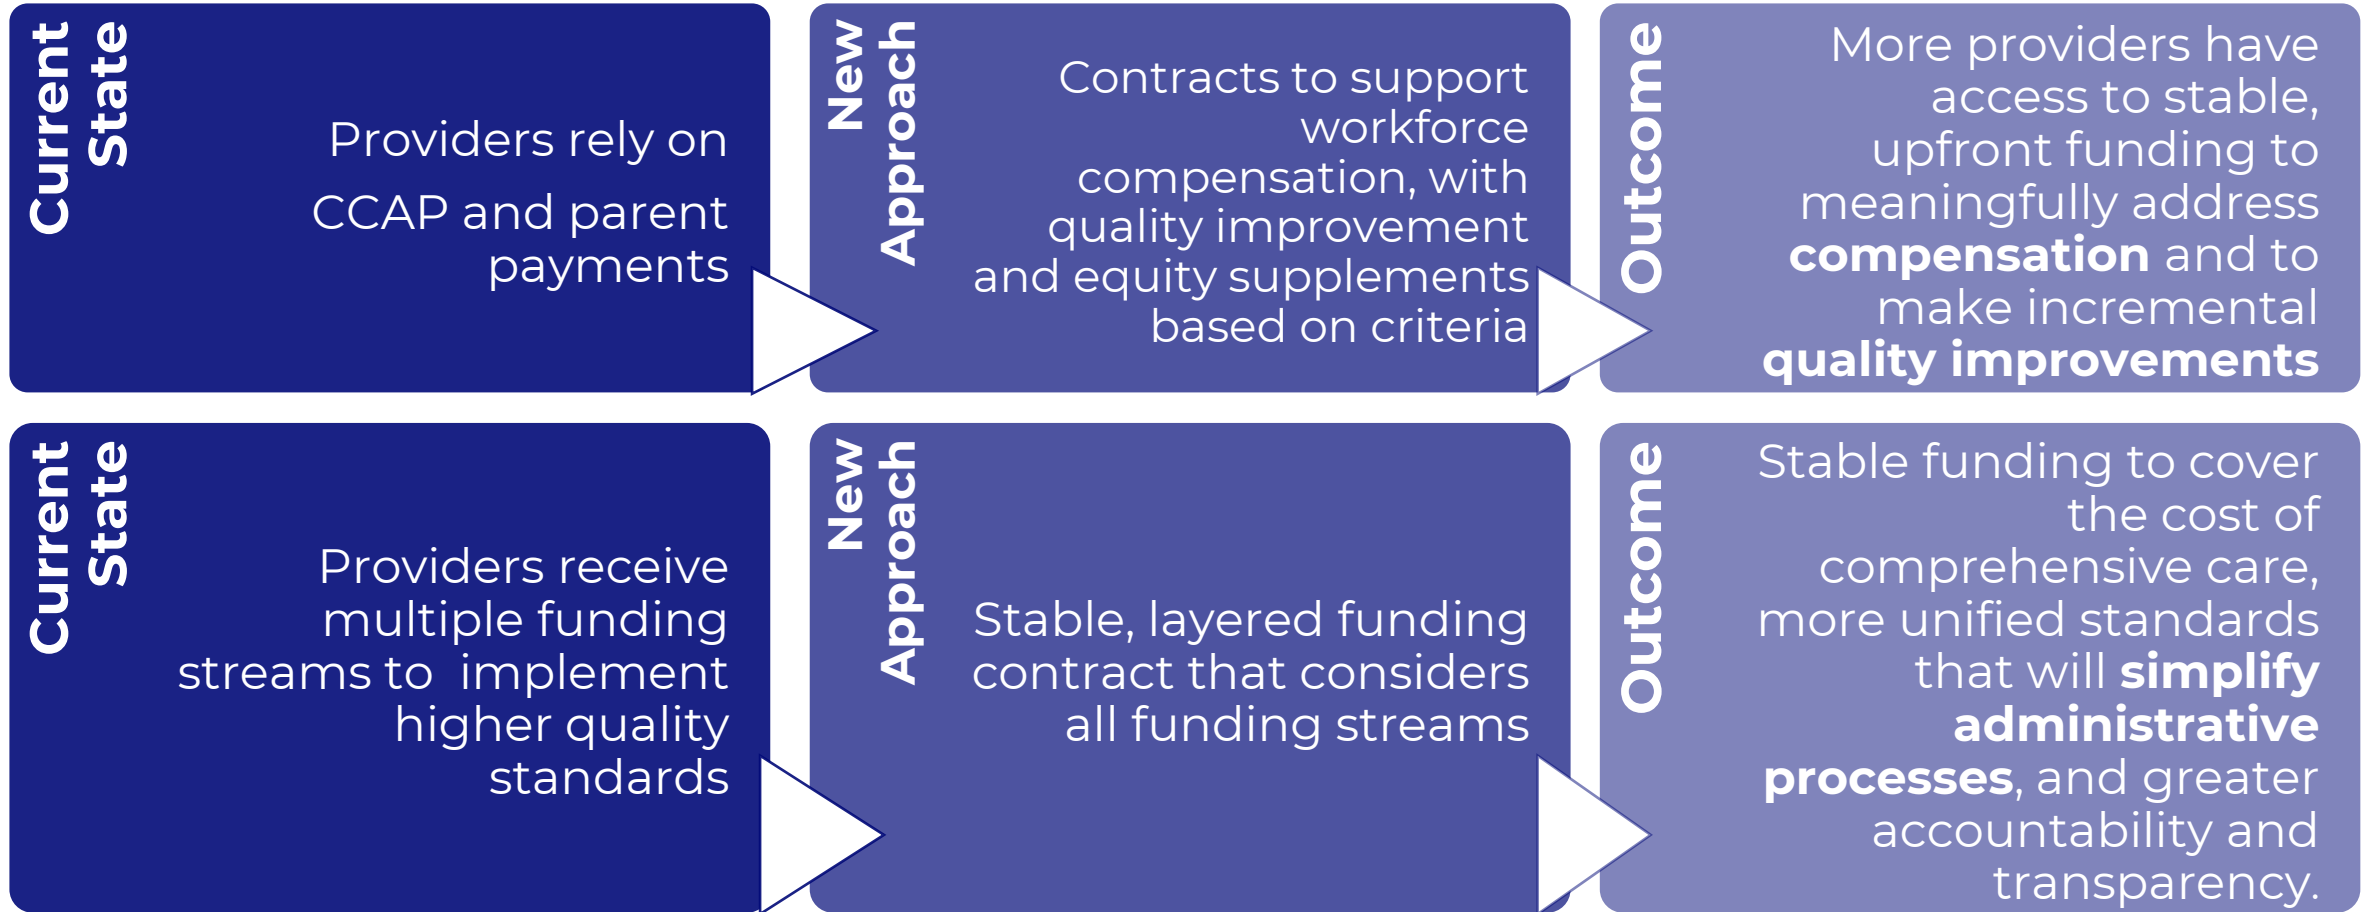 Current
State
Providers rely on
CCAP and parent
payments
New
Approach
Contracts to support
workforce
compensation, with
quality improvement
and equity supplements
based on criteria
Outcome
More providers have
access to stable,
upfront funding to
meaningfully address
compensation and to
make incremental
quality improvements
Current
State
Providers receive
multiple funding
streams to  implement
higher quality
standards
New
Approach
Stable, layered funding
contract that considers
all funding streams
Outcome
Stable funding to cover
the cost of
comprehensive care,
more unified standards
that will simplify
administrative
processes, and greater
accountability and
transparency.